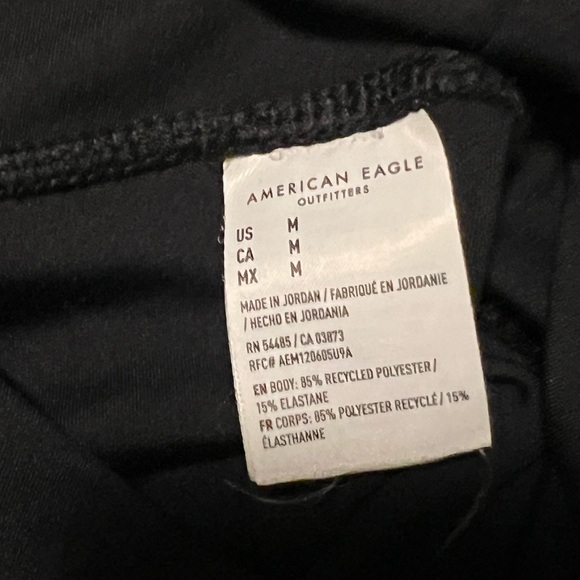 AMERICAN EAGLE
OUTFITTERS
US M
CA M
MX M
MADE IN JORDAN / FABRIQUÉ EN JORDANIE
/ HECHO EN JORDANIA
RN 54485 / CA 03873
RFC# AEM120605U9A
EN BODY: 85% RECYCLED POLYESTER /
15% ELASTANE
FR CORPS: 85% POLYESTER RECYCLÉ / 15%
ÉLASTHANNE